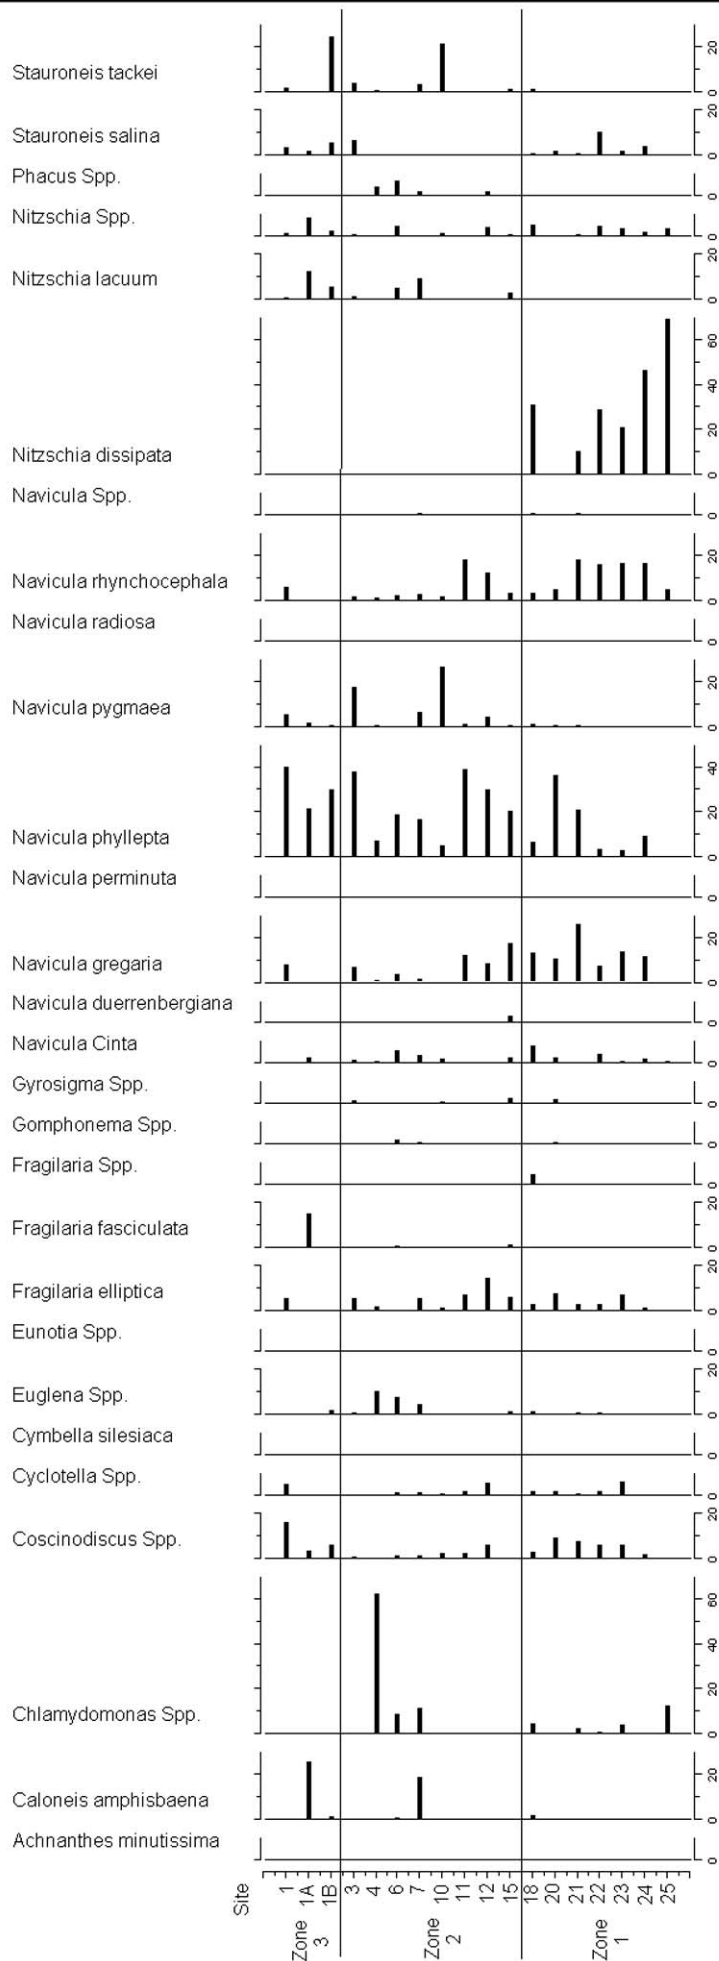 20
Stauroneis tackei
0
20
Stauroneis salina
0
Phacus Spp.
0
Nitzschia Spp.
0
20
Nitzschia lacuum
0
60
40
20
Nitzschia dissipata
0
Navicula Spp.
0
20
Navicula rhynchocephala
0
Navicula radiosa
0
20
Navicula pygmaea
0
40
20
Navicula phyllepta
0
Navicula perminuta
0
20
Navicula gregaria
0
Navicula duerrenbergiana
0
Navicula Cinta
0
Gyrosigma Spp.
0
Gomphonema Spp.
0
Fragilaria Spp.
0
20
Fragilaria fasciculata
0
20
Fragilaria elliptica
0
Eunotia Spp.
0
20
Euglena Spp.
0
Cymbella silesiaca
0
Cyclotella Spp.
0
20
Coscinodiscus Spp.
0
60
40
20
Chlamydomonas Spp.
0
20
Caloneis amphisbaena
0
Achnanthes minutissima
0
Site
1
1A
1B
3
4
6
7
10
11
12
15
18
20
21
22
23
24
25
Zone
3
Zone
2
Zone
1